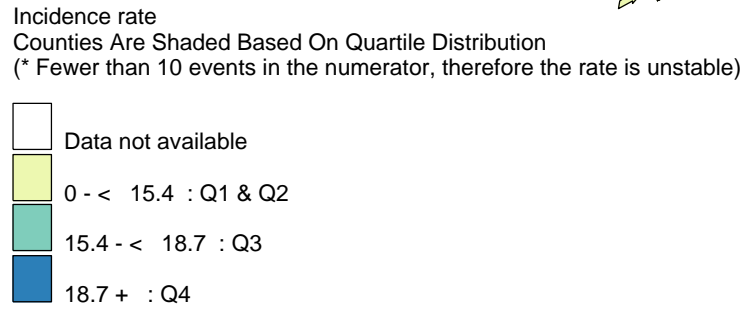 Incidence rate
Counties Are Shaded Based On Quartile Distribution
(* Fewer than 10 events in the numerator, therefore the rate is unstable)
Data not available
0 - < 15.4 : Q1 & Q2
15.4 - < 18.7 : Q3
18.7 + : Q4